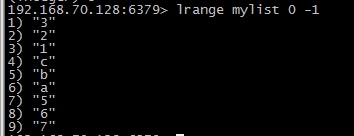 192.168.70.128:6379> lrange mylist 0 -1
1) "3"
2) "2"
3) "1"
4) "c"
5) "b"
6) "a"
7) "5"
8) "6"
9) "7"